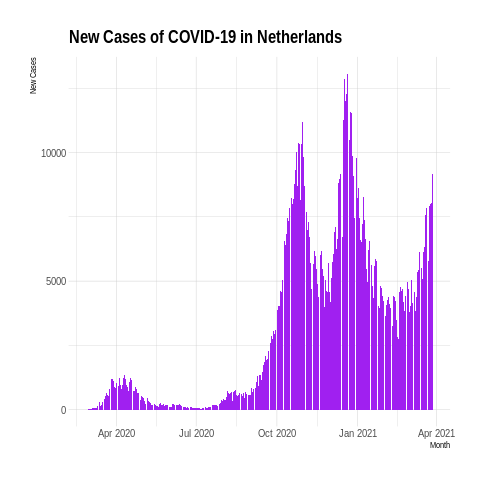 New Cases of COVID-19 in Netherlands
New Cases
10000
5000
0
Apr 2020 Jul 2020 Oct 2020 Jan 2021 Apr 2021
Month